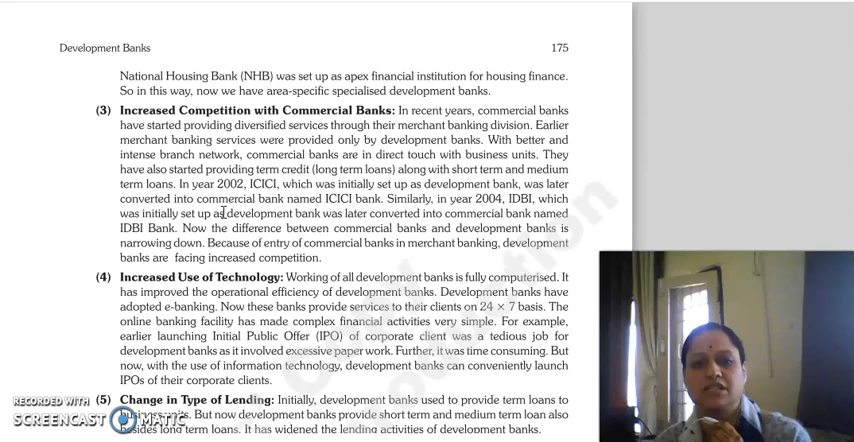 Development Banks 175
National Housing Bank (NHB) was set up as apex financial institution for housing finance.
So in this way, now we have area-specific specialised development banks.
(3) Increased Competition with Commercial Banks: In recent years, commercial banks
have started providing diversified services through their merchant banking division. Earlier
merchant banking services were provided only by development banks. With better and
intense branch network, commercial banks are in direct touch with business units. They
have also started providing term credit (long term loans) along with short term and medium
term loans. In year 2002, ICICI, which was initially set up as development bank, was later
converted into commercial bank named ICICI bank. Similarly, in year 2004, IDBI, which
was initially set up as development bank was later converted into commercial bank named
IDBI Bank. Now the difference between commercial banks and development banks is
narrowing down. Because of entry of commercial banks in merchant banking, development
banks are facing increased competition.
(4) Increased Use of Technology: Working of all development banks is fully computerised. It
has improved the operational efficiency of development banks. Development banks have
adopted e-banking. Now these banks provide services to their clients on 24 × 7 basis. The
online banking facility has made complex financial activities very simple. For example,
earlier launching Initial Public Offer (IPO) of corporate client was a tedious job for
development banks as it involved excessive paper work. Further, it was time consuming. But
now, with the use of information technology, development banks can conveniently launch
IPOs of their corporate clients.
(5) Change in Type of Lending: Initially, development banks used to provide term loans to
business units. But now development banks provide short term and medium term loan also
besides long term loans. It has widened the lending activities of development banks.
RECORDED WITH
SCREENCAST MATIC